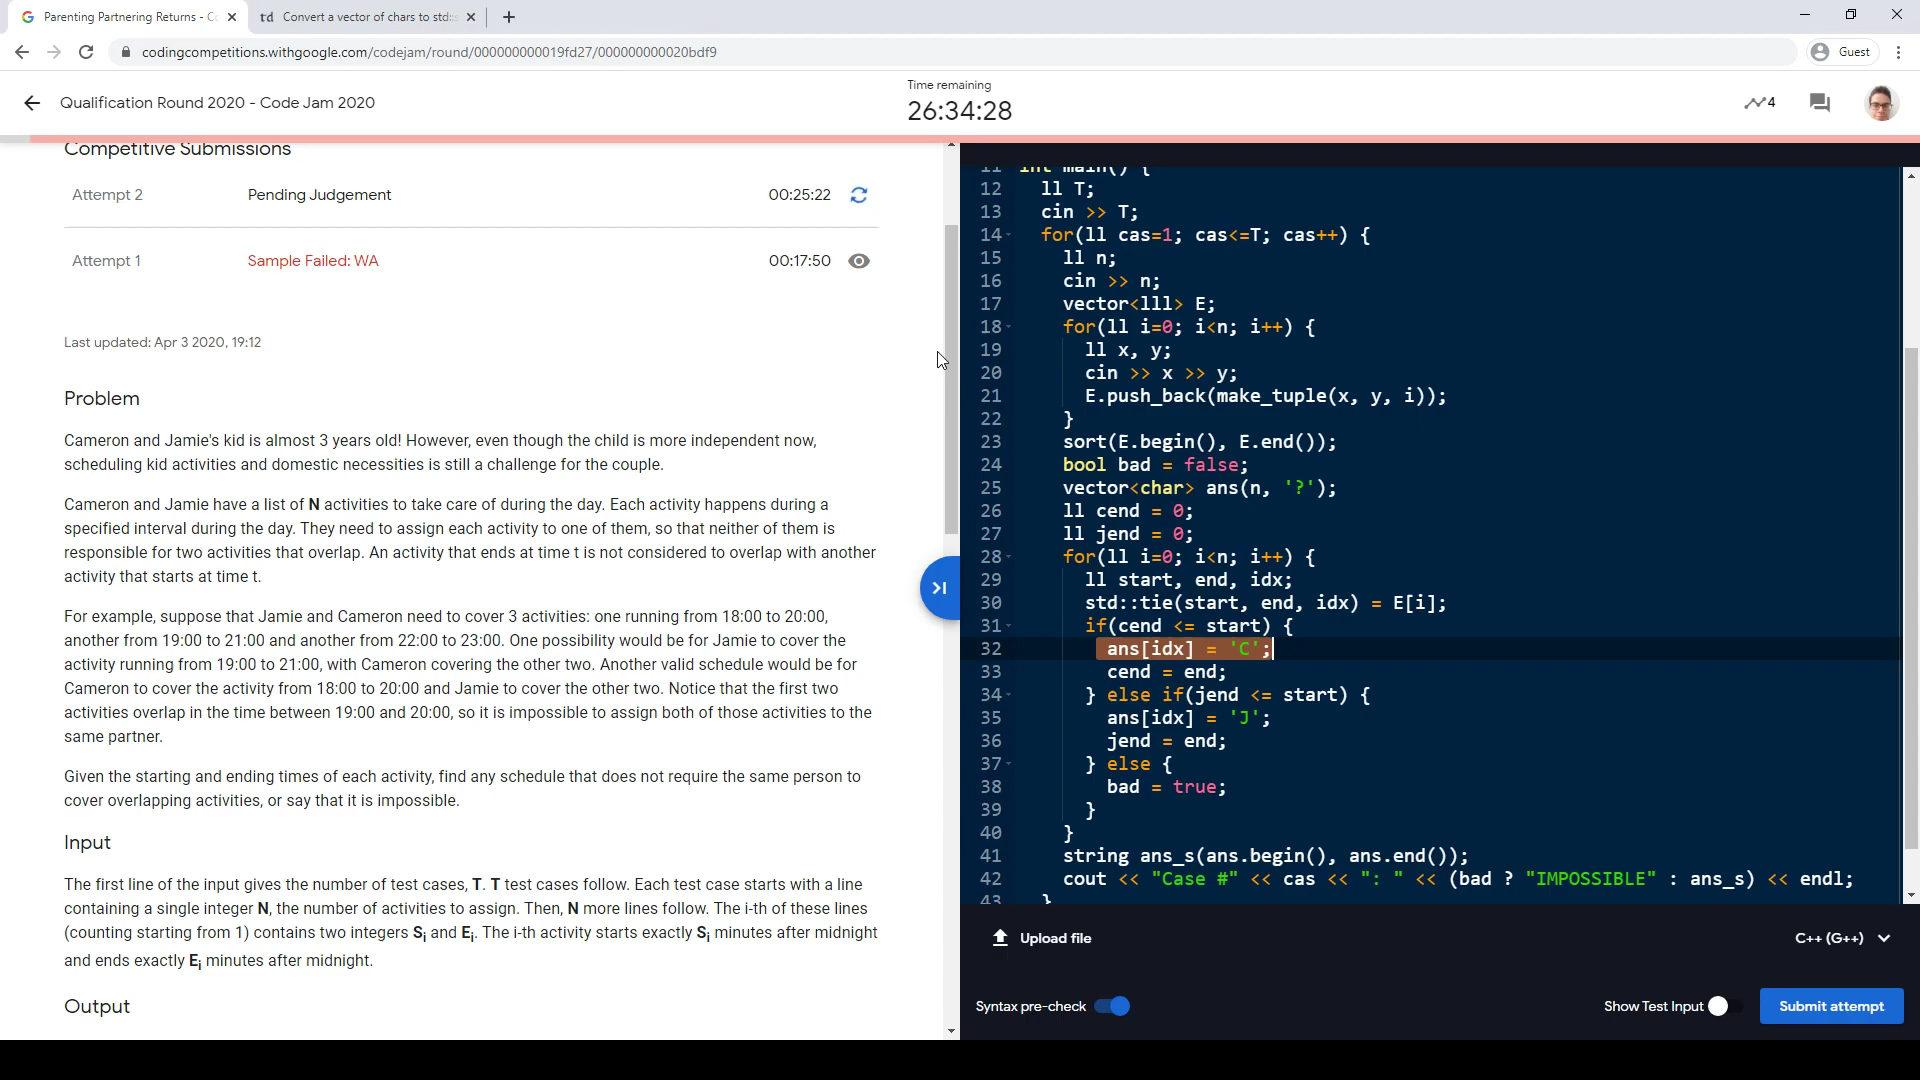 Parenting Partnering Returns - Co
td Convert a vector of chars to std::
codingcompetitions.withgoogle.com/codejam/round/000000000019fd27/000000000020bdf9
Guest
Qualification Round 2020 - Code Jam 2020
Time remaining
26:34:28
4
Competitive Submissions
Attempt 2 Pending Judgement 00:25:22
Attempt 1 Sample Failed: WA 00:17:50
Last updated: Apr 3 2020, 19:12
Problem
Cameron and Jamie's kid is almost 3 years old! However, even though the child is more independent now,
scheduling kid activities and domestic necessities is still a challenge for the couple.
Cameron and Jamie have a list of N activities to take care of during the day. Each activity happens during a
specified interval during the day. They need to assign each activity to one of them, so that neither of them is
responsible for two activities that overlap. An activity that ends at time t is not considered to overlap with another
activity that starts at time t.
For example, suppose that Jamie and Cameron need to cover 3 activities: one running from 18:00 to 20:00,
another from 19:00 to 21:00 and another from 22:00 to 23:00. One possibility would be for Jamie to cover the
activity running from 19:00 to 21:00, with Cameron covering the other two. Another valid schedule would be for
Cameron to cover the activity from 18:00 to 20:00 and Jamie to cover the other two. Notice that the first two
activities overlap in the time between 19:00 and 20:00, so it is impossible to assign both of those activities to the
same partner.
Given the starting and ending times of each activity, find any schedule that does not require the same person to
cover overlapping activities, or say that it is impossible.
Input
The first line of the input gives the number of test cases, T. T test cases follow. Each test case starts with a line
containing a single integer N, the number of activities to assign. Then, N more lines follow. The i-th of these lines
(counting starting from 1) contains two integers Si and Ei. The i-th activity starts exactly Si minutes after midnight
and ends exactly Ei minutes after midnight.
Output
11 int main() {
12 ll T;
13 cin >> T;
14 for(ll cas=1; cas<=T; cas++) {
15 ll n;
16 cin >> n;
17 vector<lll> E;
18 for(ll i=0; i<n; i++) {
19 ll x, y;
20 cin >> x >> y;
21 E.push_back(make_tuple(x, y, i));
22 }
23 sort(E.begin(), E.end());
24 bool bad = false;
25 vector<char> ans(n, '?');
26 ll cend = 0;
27 ll jend = 0;
28 for(ll i=0; i<n; i++) {
29 ll start, end, idx;
30 std::tie(start, end, idx) = E[i];
31 if(cend <= start) {
32 ans[idx] = 'C';
33 cend = end;
34 } else if(jend <= start) {
35 ans[idx] = 'J';
36 jend = end;
37 } else {
38 bad = true;
39 }
40 }
41 string ans_s(ans.begin(), ans.end());
42 cout << "Case #" << cas << ": " << (bad ? "IMPOSSIBLE" : ans_s) << endl;
43 }
Upload file
C++ (G++)
Syntax pre-check
Show Test Input
Submit attempt